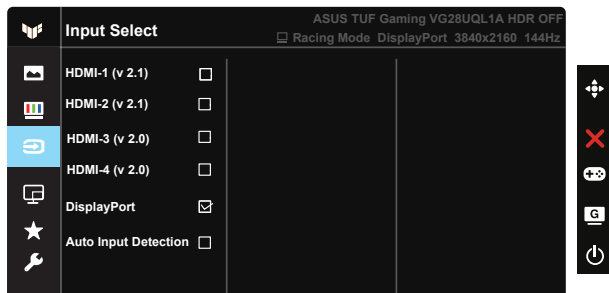 ASUS TUF Gaming VG28UQL1A HDR OFF
Input Select
Racing Mode DisplayPort 3840x2160 144Hz
HDMI-1 (v 2.1)
HDMI-2 (v 2.1)
HDMI-3 (v 2.0)
HDMI-4 (v 2.0)
DisplayPort
Auto Input Detection
G